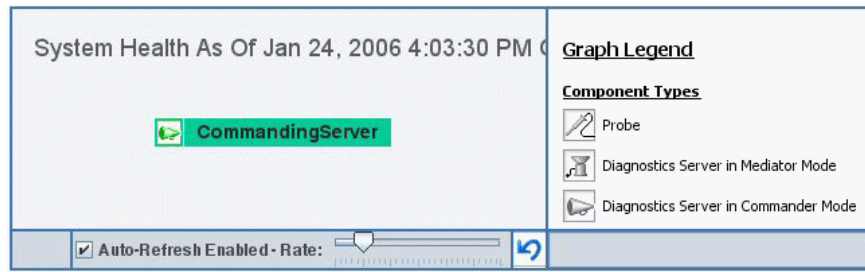 System Health As Of Jan 24, 2006 4:03:30 PM
CommandingServer
Auto-Refresh Enabled - Rate:
Graph Legend
Component Types
Probe
Diagnostics Server in Mediator Mode
Diagnostics Server in Commander Mode